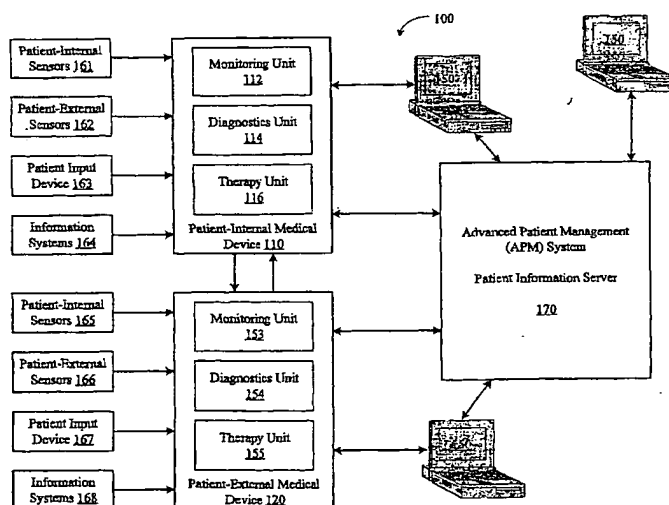 100
Patient-Internal
Sensors 161
Patient-External
Sensors 162
Patient Input
Device 163
Information
Systems 164
Monitoring Unit
112
Diagnostics Unit
114
Therapy Unit
116
Patient-Internal Medical
Device 110
150
Advanced Patient Management
(APM) System
Patient Information Server
170
Patient-Internal
Sensors 165
Patient-External
Sensors 166
Patient Input
Device 167
Information
Systems 168
Monitoring Unit
153
Diagnostics Unit
154
Therapy Unit
155
Patient-External Medical
Device 120